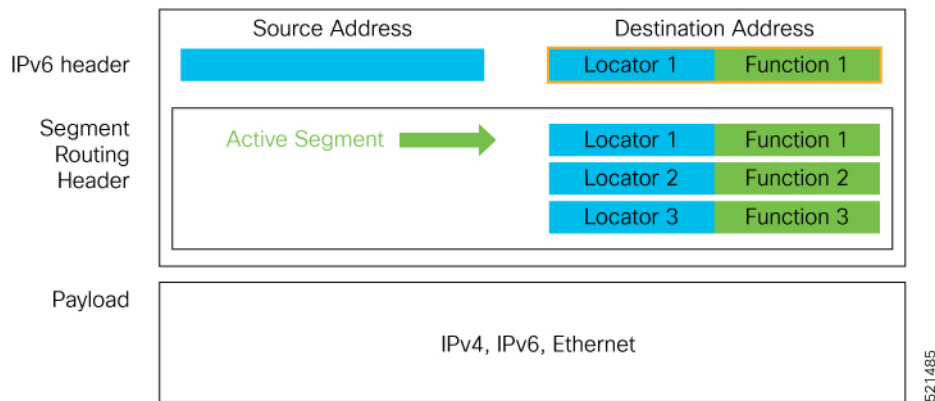 Source Address
Destination Address
IPv6 header
Locator 1
Function 1
Segment
Routing
Header
Active Segment
Locator 1
Function 1
Locator 2
Function 2
Locator 3
Function 3
Payload
IPv4, IPv6, Ethernet
521485